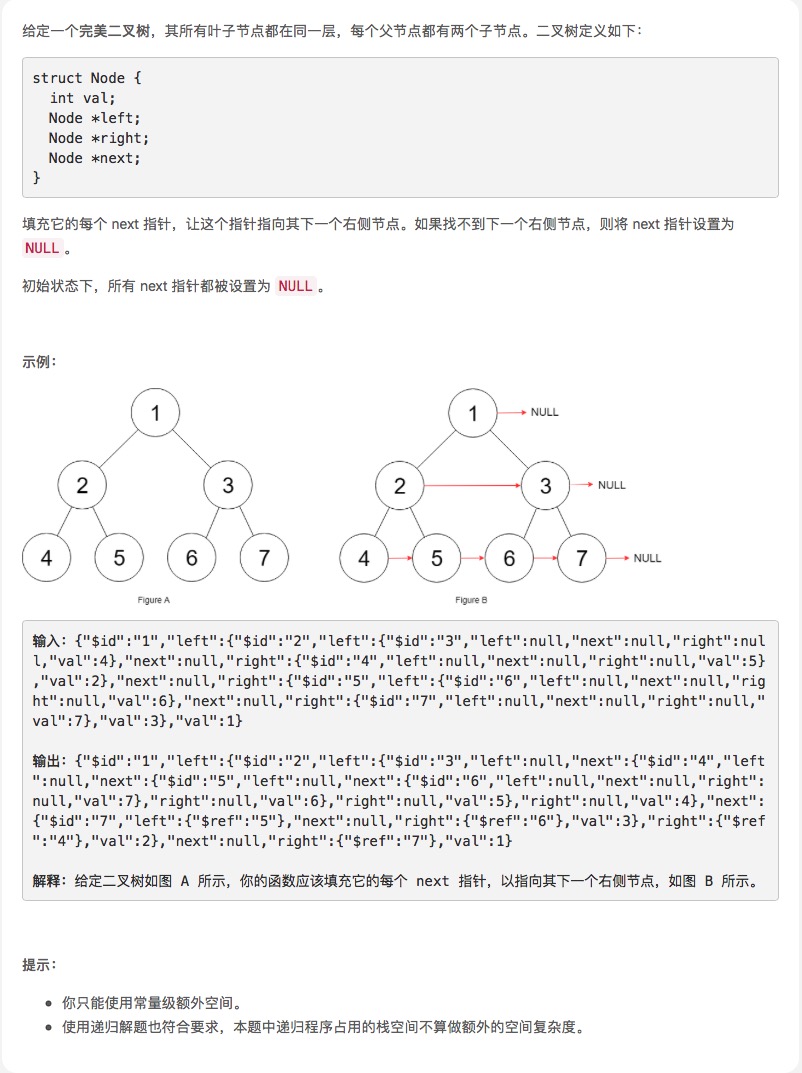 给定一个完美二叉树，其所有叶子节点都在同一层，每个父节点都有两个子节点。二叉树定义如下：
struct Node {
  int val;
  Node *left;
  Node *right;
  Node *next;
}
填充它的每个 next 指针，让这个指针指向其下一个右侧节点。如果找不到下一个右侧节点，则将 next 指针设置为
NULL 。
初始状态下，所有 next 指针都被设置为 NULL 。
示例：
1
2 3
4 5 6 7
Figure A
1 NULL
2 3 NULL
4 5 6 7 NULL
Figure B
输入：{"$id":"1","left":{"$id":"2","left":{"$id":"3","left":null,"next":null,"right":nul
l,"val":4},"next":null,"right":{"$id":"4","left":null,"next":null,"right":null,"val":5}
,"val":2},"next":null,"right":{"$id":"5","left":{"$id":"6","left":null,"next":null,"rig
ht":null,"val":6},"next":null,"right":{"$id":"7","left":null,"next":null,"right":null,"
val":7},"val":3},"val":1}
输出：{"$id":"1","left":{"$id":"2","left":{"$id":"3","left":null,"next":{"$id":"4","left
":null,"next":{"$id":"5","left":null,"next":{"$id":"6","left":null,"next":null,"right":
null,"val":7},"right":null,"val":6},"right":null,"val":5},"right":null,"val":4},"next":
{"$id":"7","left":{"$ref":"5"},"next":null,"right":{"$ref":"6"},"val":3},"right":{"$ref
":"4"},"val":2},"next":null,"right":{"$ref":"7"},"val":1}
解释：给定二叉树如图 A 所示，你的函数应该填充它的每个 next 指针，以指向其下一个右侧节点，如图 B 所示。
提示：
• 你只能使用常量级额外空间。
• 使用递归解题也符合要求，本题中递归程序占用的栈空间不算做额外的空间复杂度。